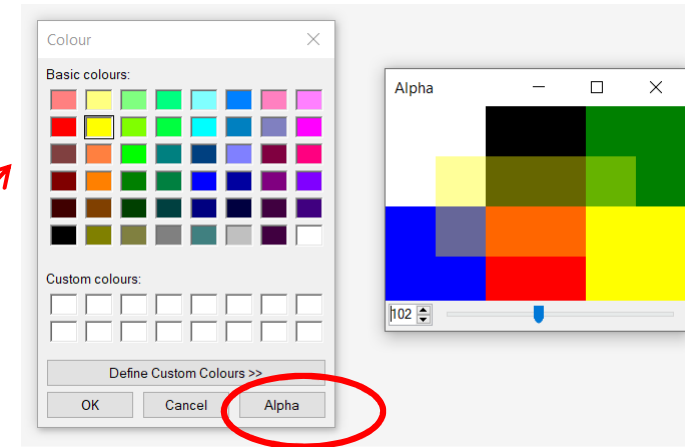 Colour
Basic colours:
Custom colours:
Define Custom Colours >>
OK Cancel Alpha
Alpha
102